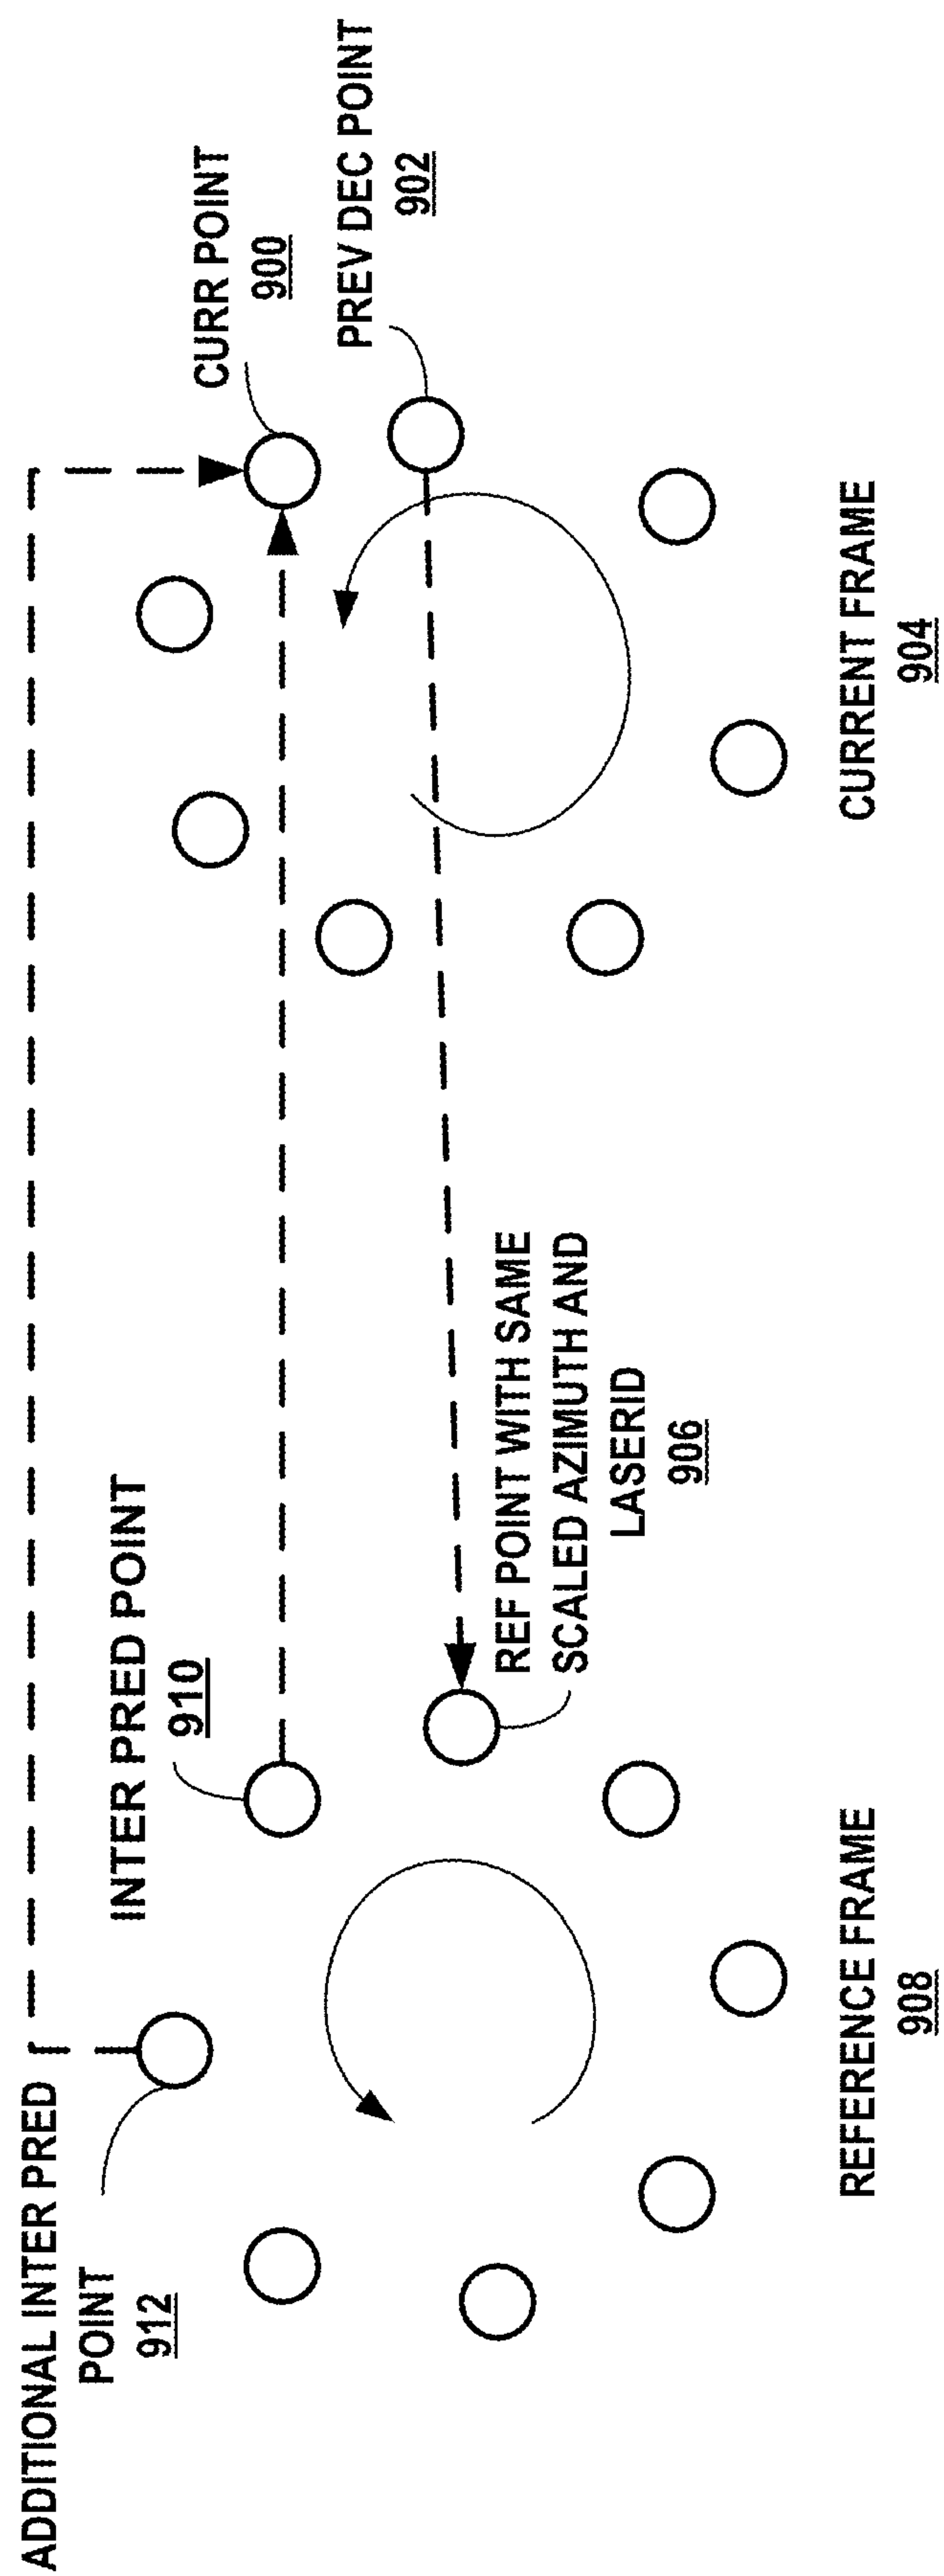 ADDITIONAL INTER PRED
POINT
912
INTER PRED POINT
910
REF POINT WITH SAME
SCALED AZIMUTH AND
LASERID
906
REFERENCE FRAME
908
CURR POINT
900
PREV DEC POINT
902
CURRENT FRAME
904